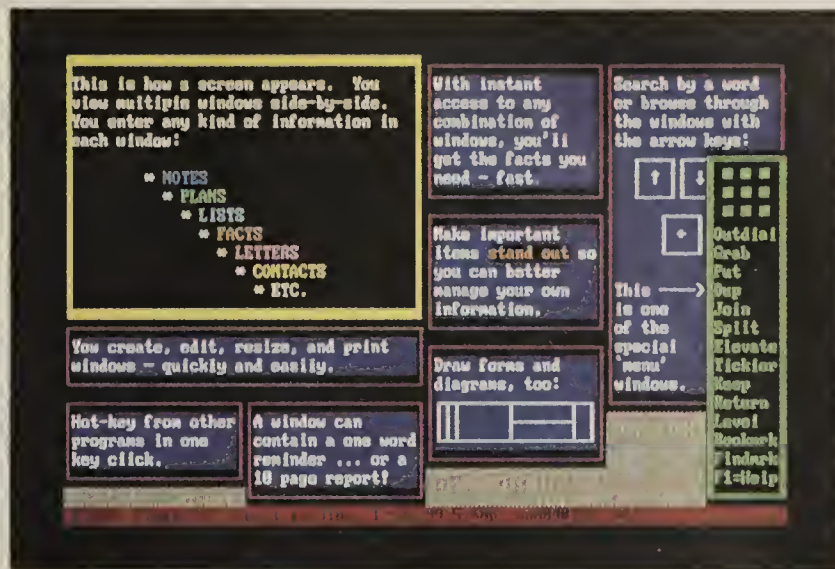 This is how a screen appears. You
view multiple windows side-by-side.
You enter any kind of information in
each window:
* NOTES
* PLANS
* LISTS
* FACTS
* LETTERS
* CONTACTS
* ETC.
You create, edit, resize, and print
windows — quickly and easily.
Hot-key from other
programs in one
key click.
A window can
contain a one word
reminder ... or a
10 page report!
With instant
access to any
combination of
windows, you'll
get the facts you
need — fast.
Make important
items stand out so
you can better
manage your own
information.
Draw forms and
diagrams, too:
Search by a word
or browse through
the windows with
the arrow keys:
This
is one
of the
special
'menu'
windows.
Outdial
Grab
Put
Dup
Join
Split
Elevate
Tickler
Keep
Return
Level
Bookmark
Findmark
F1=Help